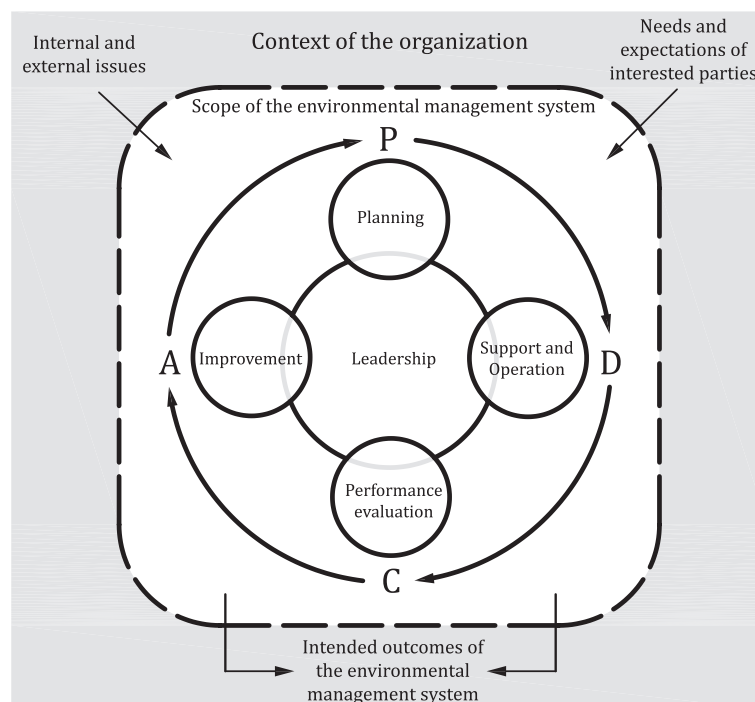 Internal and
external issues
Context of the organization
Needs and
expectations of
interested parties
Scope of the environmental management system
P
Planning
A
Improvement
Leadership
Support and
Operation
D
Performance
evaluation
C
Intended outcomes of
the environmental
management system